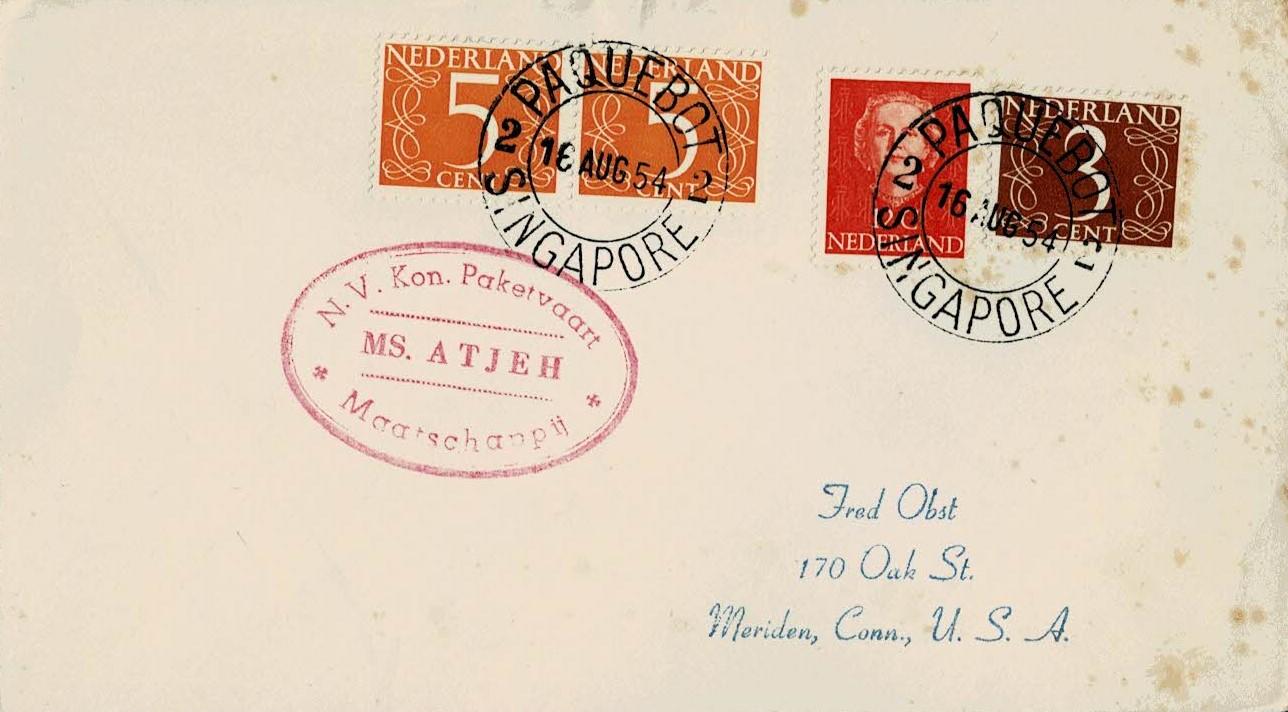 NEDERLAND
5
CENT
NEDERLAND
5
CENT
PAQUEBOT
2 16 AUG 54 2
SINGAPORE
NEDERLAND
NEDERLAND
3
CENT
PAQUEBOT
2 16 AUG 54 2
SINGAPORE
N. V. Kon. Paketvaart
MS. ATJEH
Maatschappij
Fred Obst
170 Oak St.
Meriden, Conn., U. S. A.